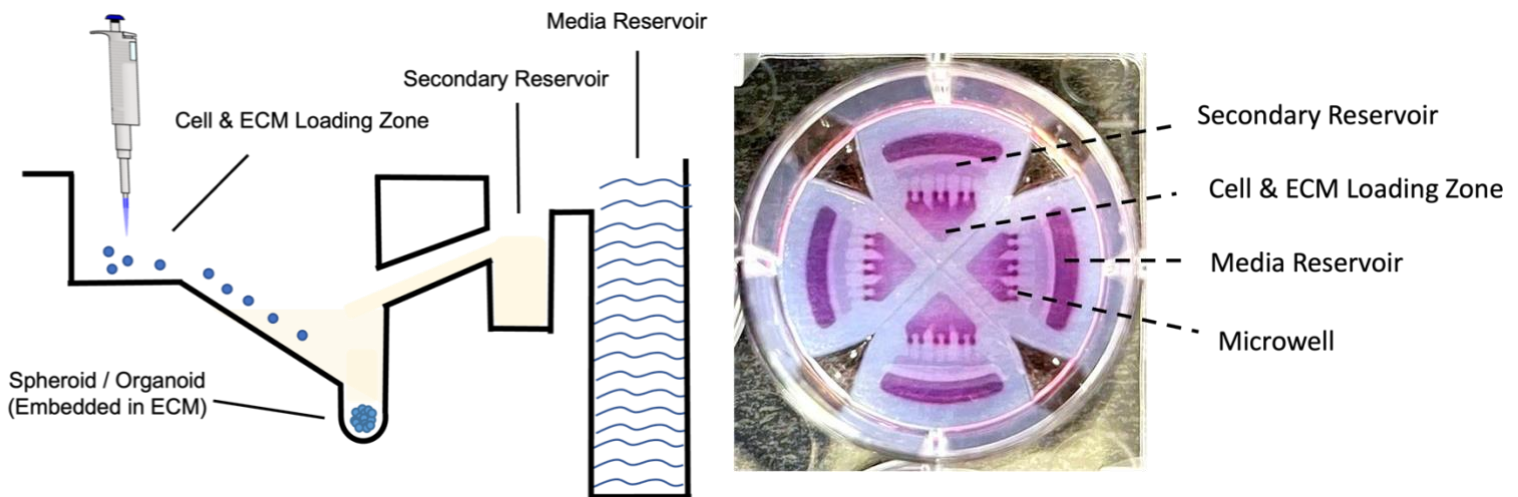 Media Reservoir
Secondary Reservoir
Cell & ECM Loading Zone
Spheroid / Organoid
(Embedded in ECM)
Secondary Reservoir
Cell & ECM Loading Zone
Media Reservoir
Microwell